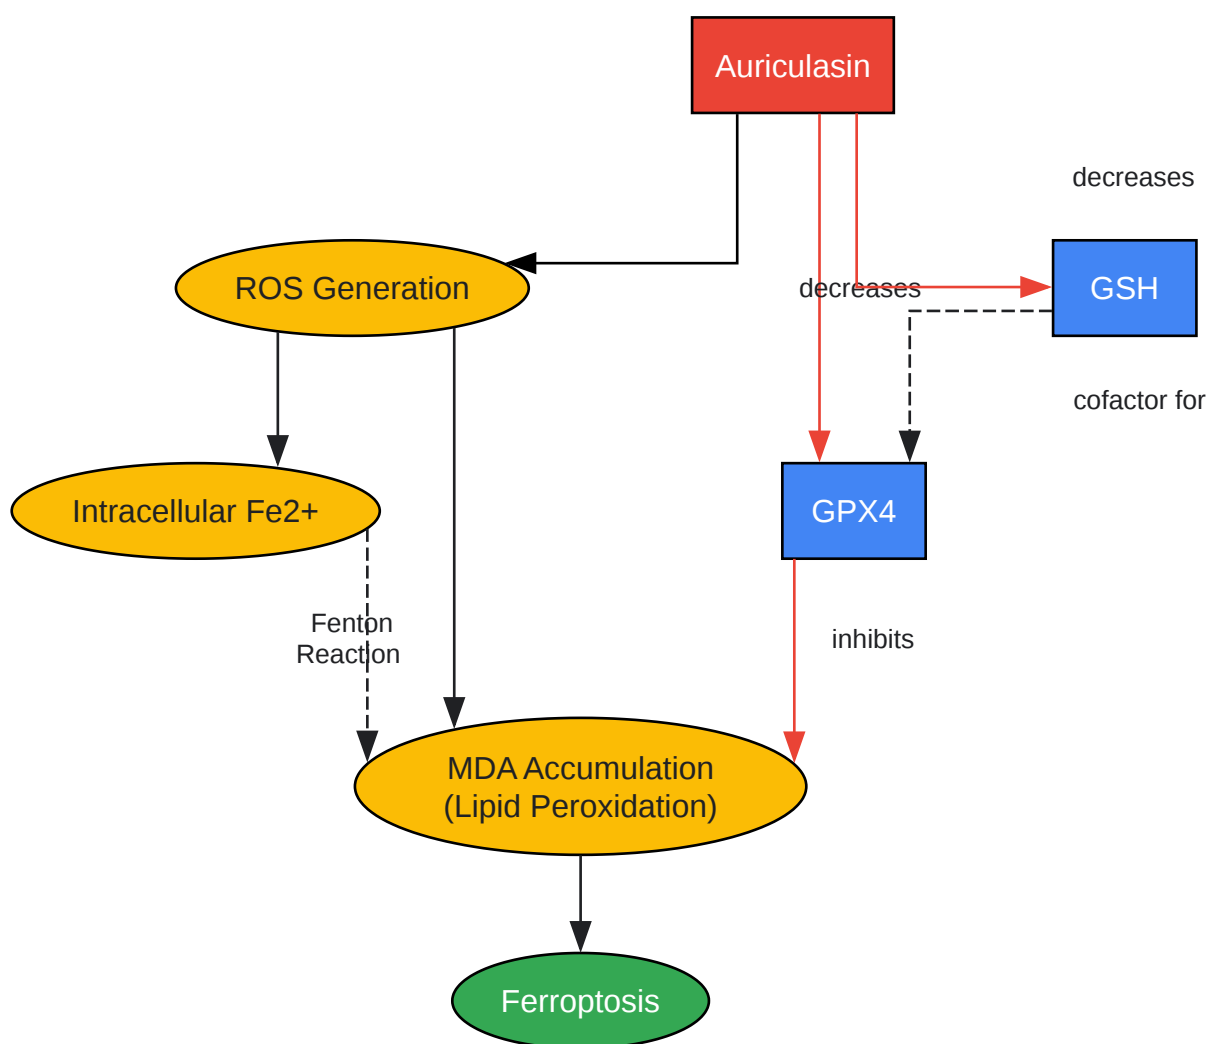 Auriculasin
decreases
ROS Generation
decreases
GSH
cofactor for
Intracellular Fe2+
GPX4
Fenton
Reaction
inhibits
MDA Accumulation
(Lipid Peroxidation)
Ferroptosis